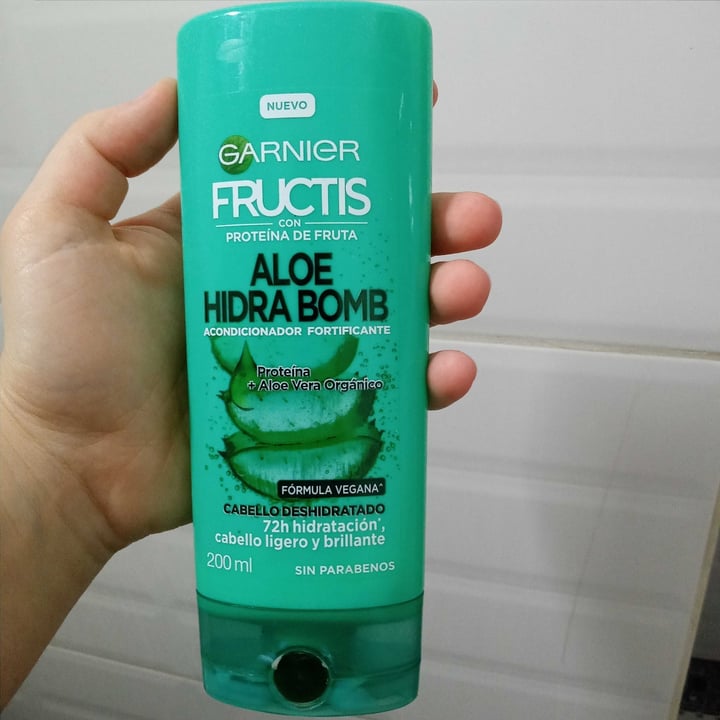 NUEVO
GARNIER
FRUCTIS
CON
PROTEÍNA DE FRUTA
ALOE
HIDRA BOMB
ACONDICIONADOR FORTIFICANTE
Proteína
+ Aloe Vera Orgánico
FÓRMULA VEGANA^
CABELLO DESHIDRATADO
72h hidratación*,
cabello ligero y brillante
200 ml
SIN PARABENOS